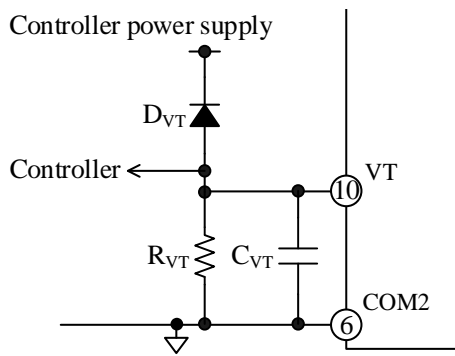 Controller power supply
DVT
Controller
VT
10
RVT
CVT
COM2
6